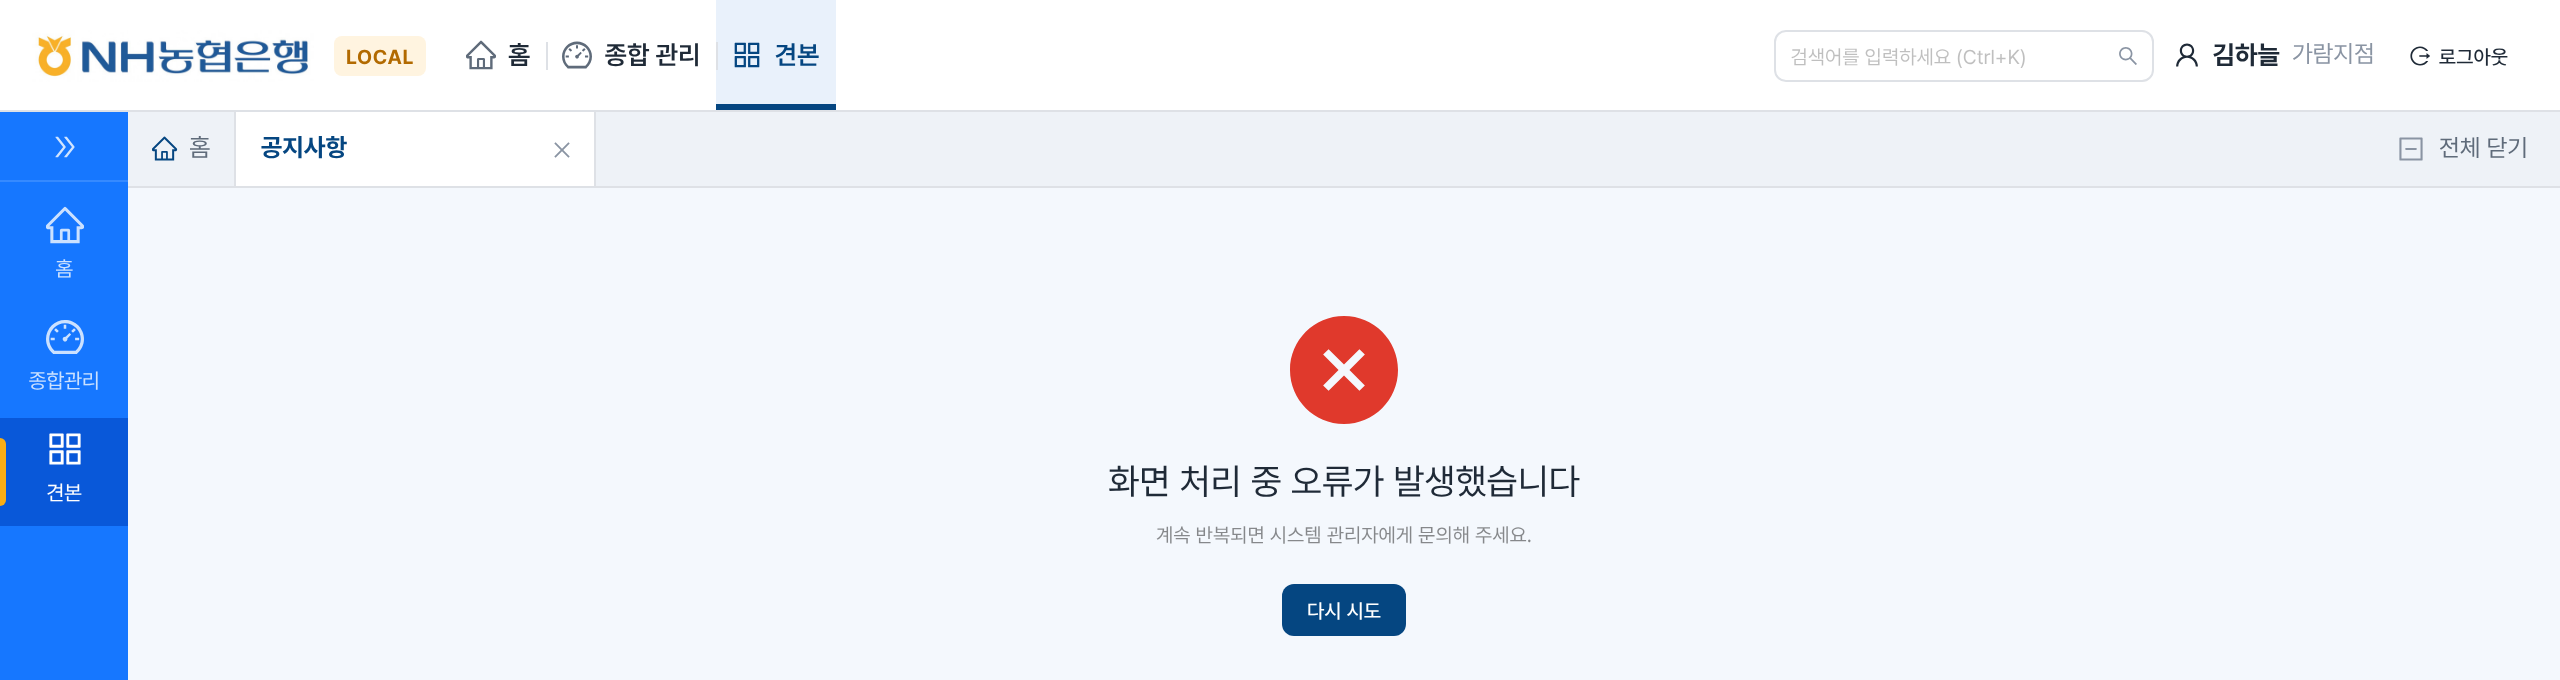 NH농협은행 LOCAL 홈 종합 관리 견본 검색어를 입력하세요 (Ctrl+K) 김하늘 가람지점 로그아웃
홈 공지사항 전체 닫기
홈
종합관리
견본
화면 처리 중 오류가 발생했습니다
계속 반복되면 시스템 관리자에게 문의해 주세요.
다시 시도